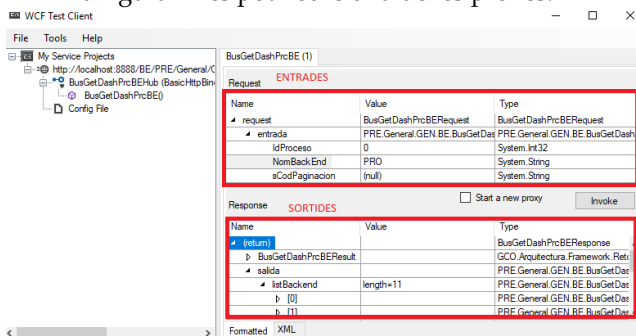 WCF Test Client
File Tools Help
My Service Projects
http://localhost:8888/BE/PRE/General/G
BusGetDashPrcBEHub (BasicHttpBin
BusGetDashPrcBE()
Config File
BusGetDashPrcBE (1)
Request ENTRADES
Name Value Type
request BusGetDashPrcBERequest BusGetDashPrcBERequest
entrada PRE.General.GEN.BE.BusGetDas PRE.General.GEN.BE.BusGetDash
IdProceso 0 System.Int32
NomBackEnd PRO System.String
sCodPaginacion (null) System.String
Response SORTIDES Start a new proxy Invoke
Name Value Type
(return) BusGetDashPrcBEResponse
BusGetDashPrcBEResult GCO.Arquitectura.Framework.Reto
salida PRE.General.GEN.BE.BusGetDas
listBackend length=11 PRE.General.GEN.BE.BusGetDas
[0] PRE.General.GEN.BE.BusGetDas
[1] PRE.General.GEN.BE.BusGetDas
Formatted XML